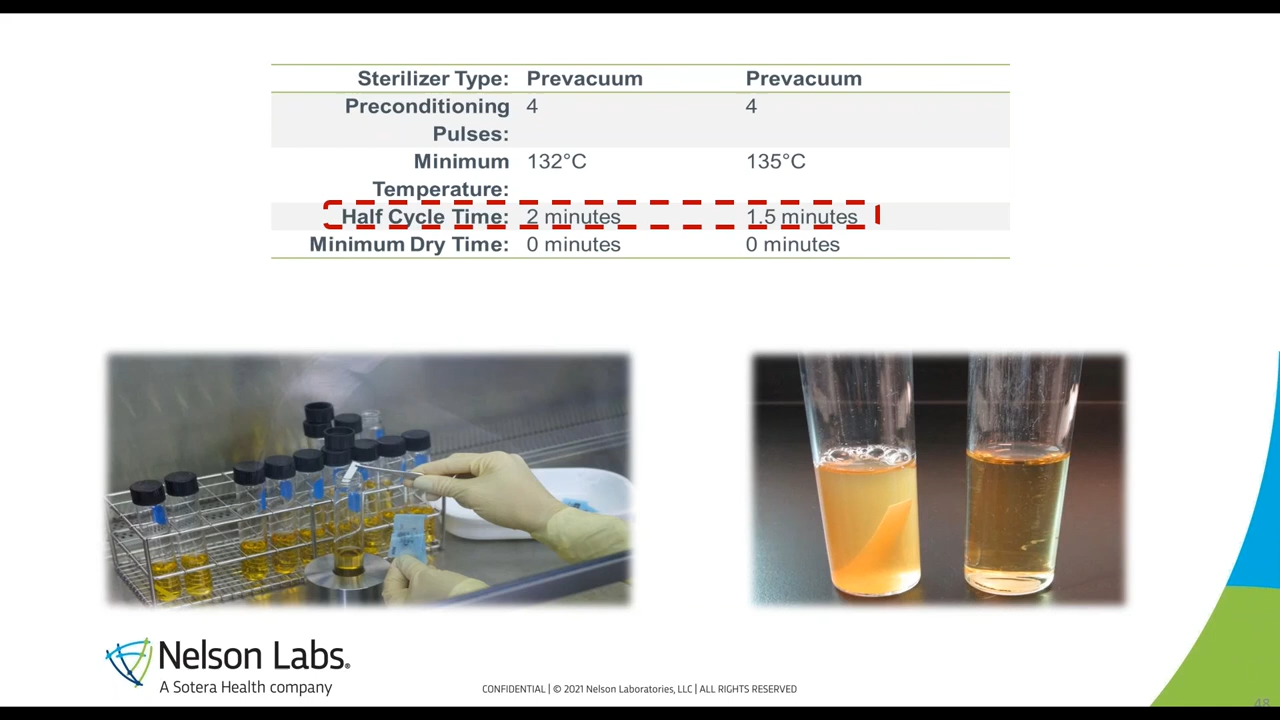 Sterilizer Type: Prevacuum Prevacuum
Preconditioning 4 4
Pulses:
Minimum 132°C 135°C
Temperature:
Half Cycle Time: 2 minutes 1.5 minutes
Minimum Dry Time: 0 minutes 0 minutes
Nelson Labs®
A Sotera Health company
CONFIDENTIAL | © 2021 Nelson Laboratories, LLC | ALL RIGHTS RESERVED
48